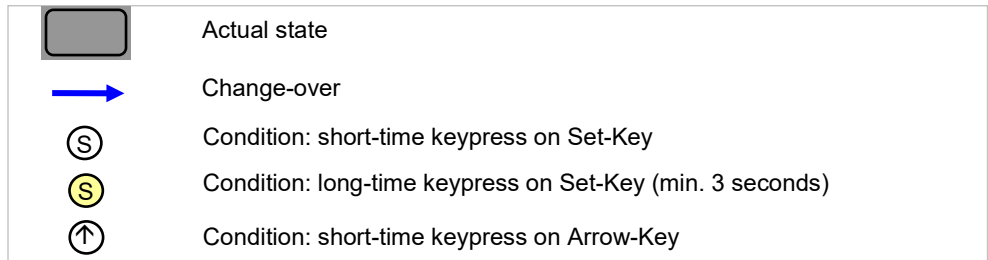 Actual state
Change-over
S Condition: short-time keypress on Set-Key
S Condition: long-time keypress on Set-Key (min. 3 seconds)
↑ Condition: short-time keypress on Arrow-Key